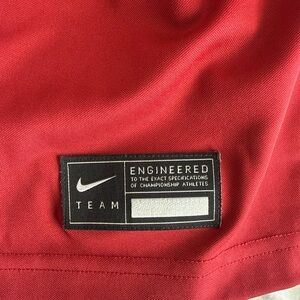 ENGINEERED
TO THE EXACT SPECIFICATIONS
OF CHAMPIONSHIP ATHLETES
TEAM